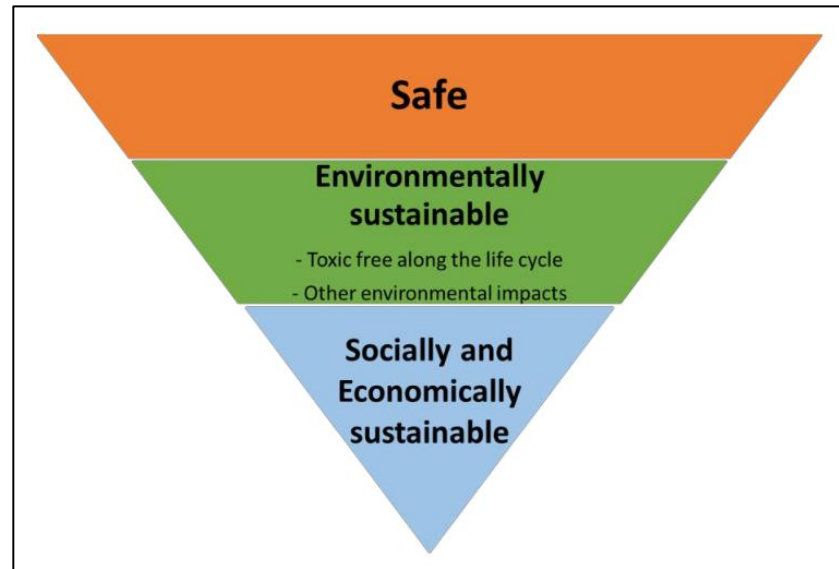 Safe
Environmentally
sustainable
- Toxic free along the life cycle
- Other environmental impacts
Socially and
Economically
sustainable